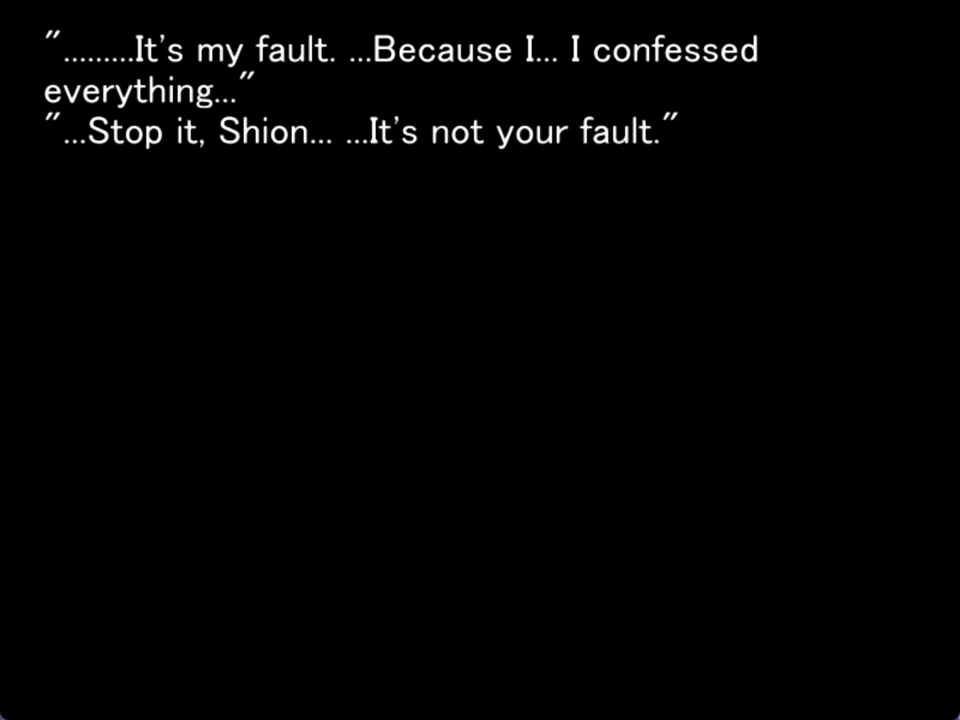 ".........It's my fault. ...Because I... I confessed
everything..."
"...Stop it, Shion... ...It's not your fault."